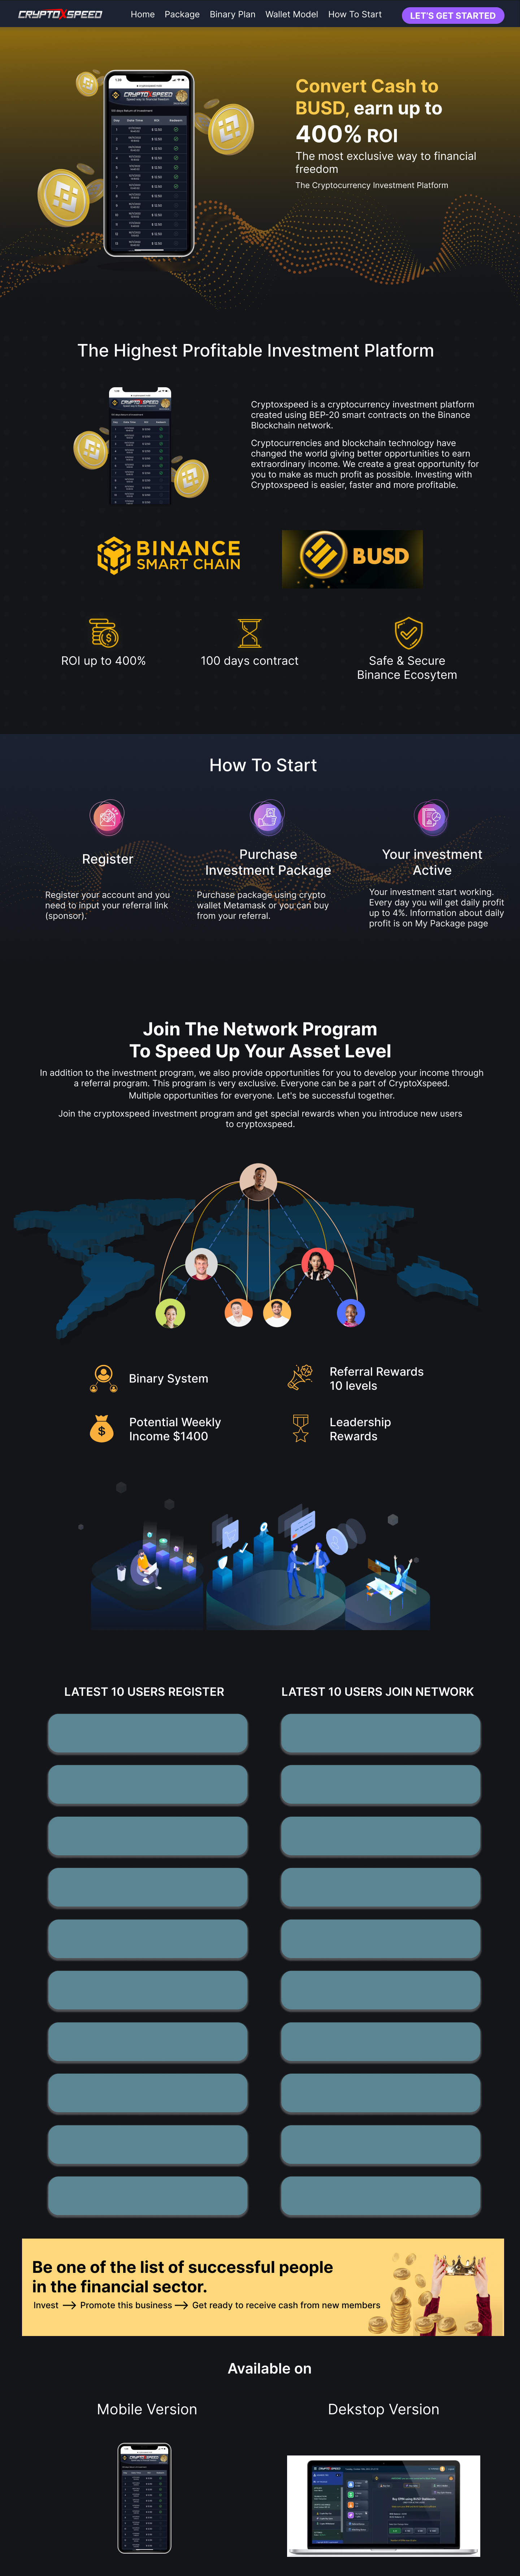 CRYPTOXSPEED
Home Package Binary Plan Wallet Model How To Start LET'S GET STARTED
Convert Cash to
BUSD, earn up to
400% ROI
The most exclusive way to financial
freedom
The Cryptocurrency Investment Platform
The Highest Profitable Investment Platform
Cryptoxspeed is a cryptocurrency investment platform
created using BEP-20 smart contracts on the Binance
Blockchain network.
Cryptocurrencies and blockchain technology have
changed the world giving better opportunities to earn
extraordinary income. We create a great opportunity for
you to make as much profit as possible. Investing with
Cryptoxspeed is easier, faster and more profitable.
BINANCE
SMART CHAIN
BUSD
ROI up to 400%
100 days contract
Safe & Secure
Binance Ecosytem
How To Start
Register
Register your account and you
need to input your referral link
(sponsor).
Purchase
Investment Package
Purchase package using crypto
wallet Metamask or you can buy
from your referral.
Your investment
Active
Your investment start working.
Every day you will get daily profit
up to 4%. Information about daily
profit is on My Package page
Join The Network Program
To Speed Up Your Asset Level
In addition to the investment program, we also provide opportunities for you to develop your income through
a referral program. This program is very exclusive. Everyone can be a part of CryptoXspeed.
Multiple opportunities for everyone. Let's be successful together.
Join the cryptoxspeed investment program and get special rewards when you introduce new users
to cryptoxspeed.
Binary System
Referral Rewards
10 levels
Potential Weekly
Income $1400
Leadership
Rewards
LATEST 10 USERS REGISTER
LATEST 10 USERS JOIN NETWORK
Be one of the list of successful people
in the financial sector.
Invest → Promote this business → Get ready to receive cash from new members
Available on
Mobile Version
Dekstop Version